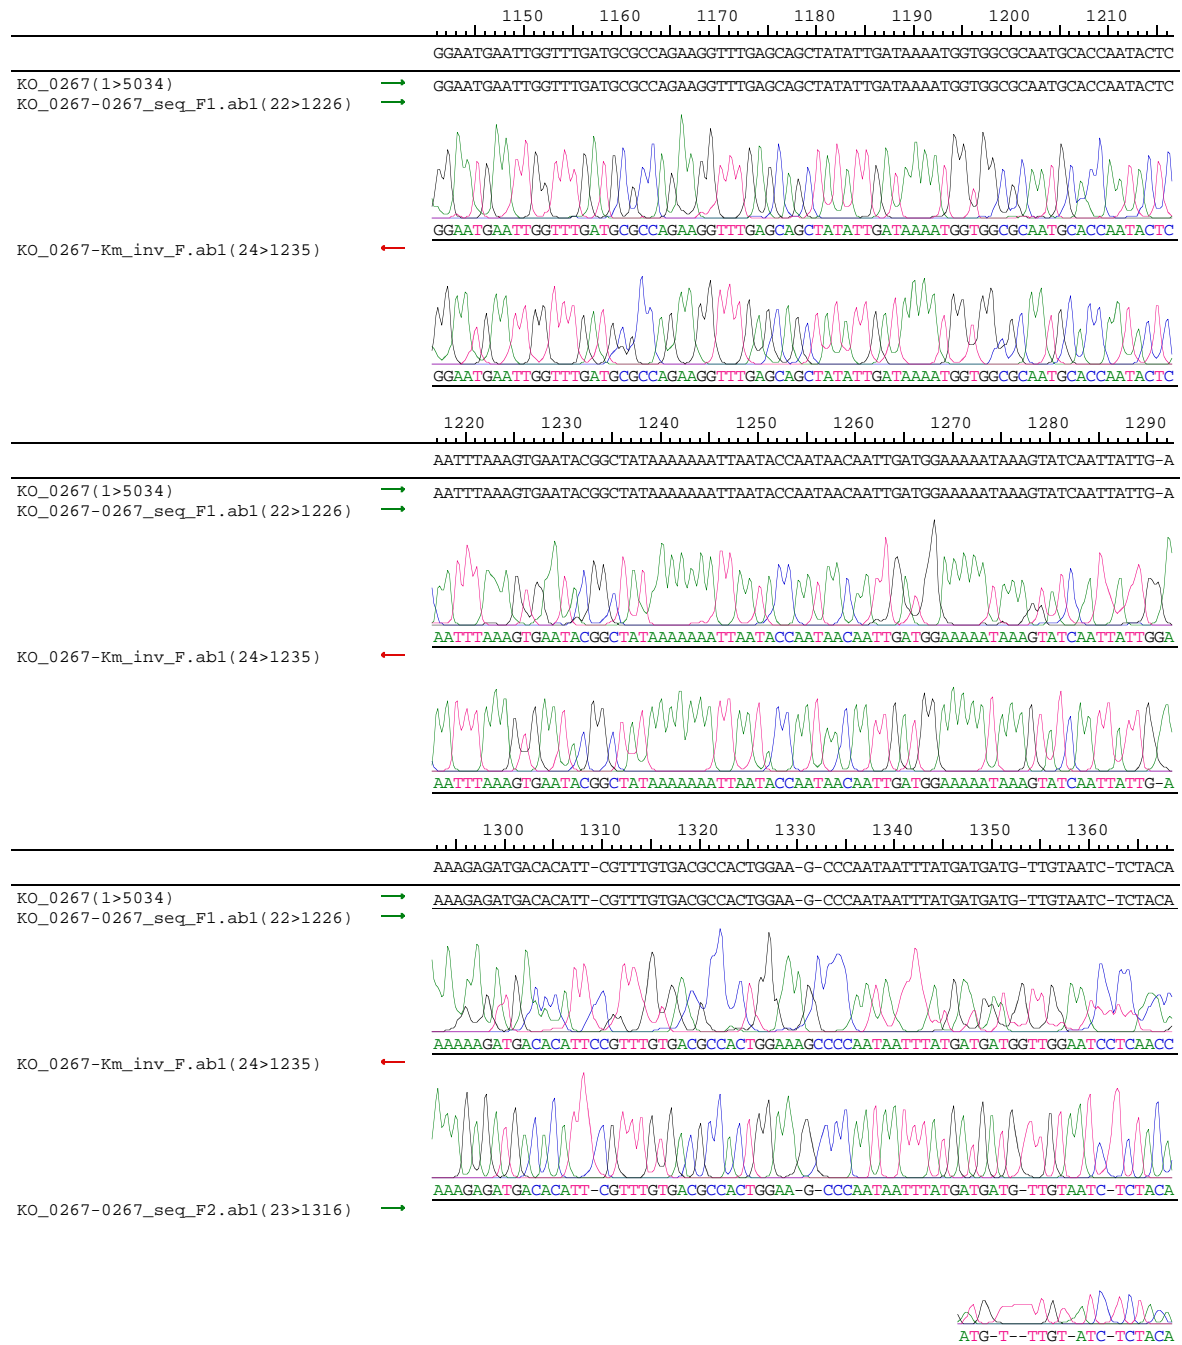 1150 1160 1170 1180 1190 1200 1210
GGAATGAATTGGTTTGATGCGCCAGAAGGTTTGAGCAGCTATATTGATAAAATGGTGGCGCAATGCACCAATACTC
KO_0267(1>5034) → GGAATGAATTGGTTTGATGCGCCAGAAGGTTTGAGCAGCTATATTGATAAAATGGTGGCGCAATGCACCAATACTC
KO_0267-0267_seq_F1.ab1(22>1226) →
GGAATGAATTGGTTTGATGCGCCAGAAGGTTTGAGCAGCTATATTGATAAAATGGTGGCGCAATGCACCAATACTC
KO_0267-Km_inv_F.ab1(24>1235) ←
GGAATGAATTGGTTTGATGCGCCAGAAGGTTTGAGCAGCTATATTGATAAAATGGTGGCGCAATGCACCAATACTC
1220 1230 1240 1250 1260 1270 1280 1290
AATTTAAAGTGAATACGGCTATAAAAAAATTAATACCAATAACAATTGATGGAAAAATAAAGTATCAATTATTG-A
KO_0267(1>5034) → AATTTAAAGTGAATACGGCTATAAAAAAATTAATACCAATAACAATTGATGGAAAAATAAAGTATCAATTATTG-A
KO_0267-0267_seq_F1.ab1(22>1226) →
AATTTAAAGTGAATACGGCTATAAAAAAATTAATACCAATAACAATTGATGGAAAAATAAAGTATCAATTATTGGA
KO_0267-Km_inv_F.ab1(24>1235) ←
AATTTAAAGTGAATACGGCTATAAAAAAATTAATACCAATAACAATTGATGGAAAAATAAAGTATCAATTATTG-A
1300 1310 1320 1330 1340 1350 1360
AAAGAGATGACACATT-CGTTTGTGACGCCACTGGAA-G-CCCAATAATTTATGATGATG-TTGTAATC-TCTACA
KO_0267(1>5034) → AAAGAGATGACACATT-CGTTTGTGACGCCACTGGAA-G-CCCAATAATTTATGATGATG-TTGTAATC-TCTACA
KO_0267-0267_seq_F1.ab1(22>1226) →
AAAAAGATGACACATTCCGTTTGTGACGCCACTGGAAAGCCCCAATAATTTATGATGATGGTTGGAATCCTCAACC
KO_0267-Km_inv_F.ab1(24>1235) ←
AAAGAGATGACACATT-CGTTTGTGACGCCACTGGAA-G-CCCAATAATTTATGATGATG-TTGTAATC-TCTACA
KO_0267-0267_seq_F2.ab1(23>1316) →
ATG-T--TTGT-ATC-TCTACA